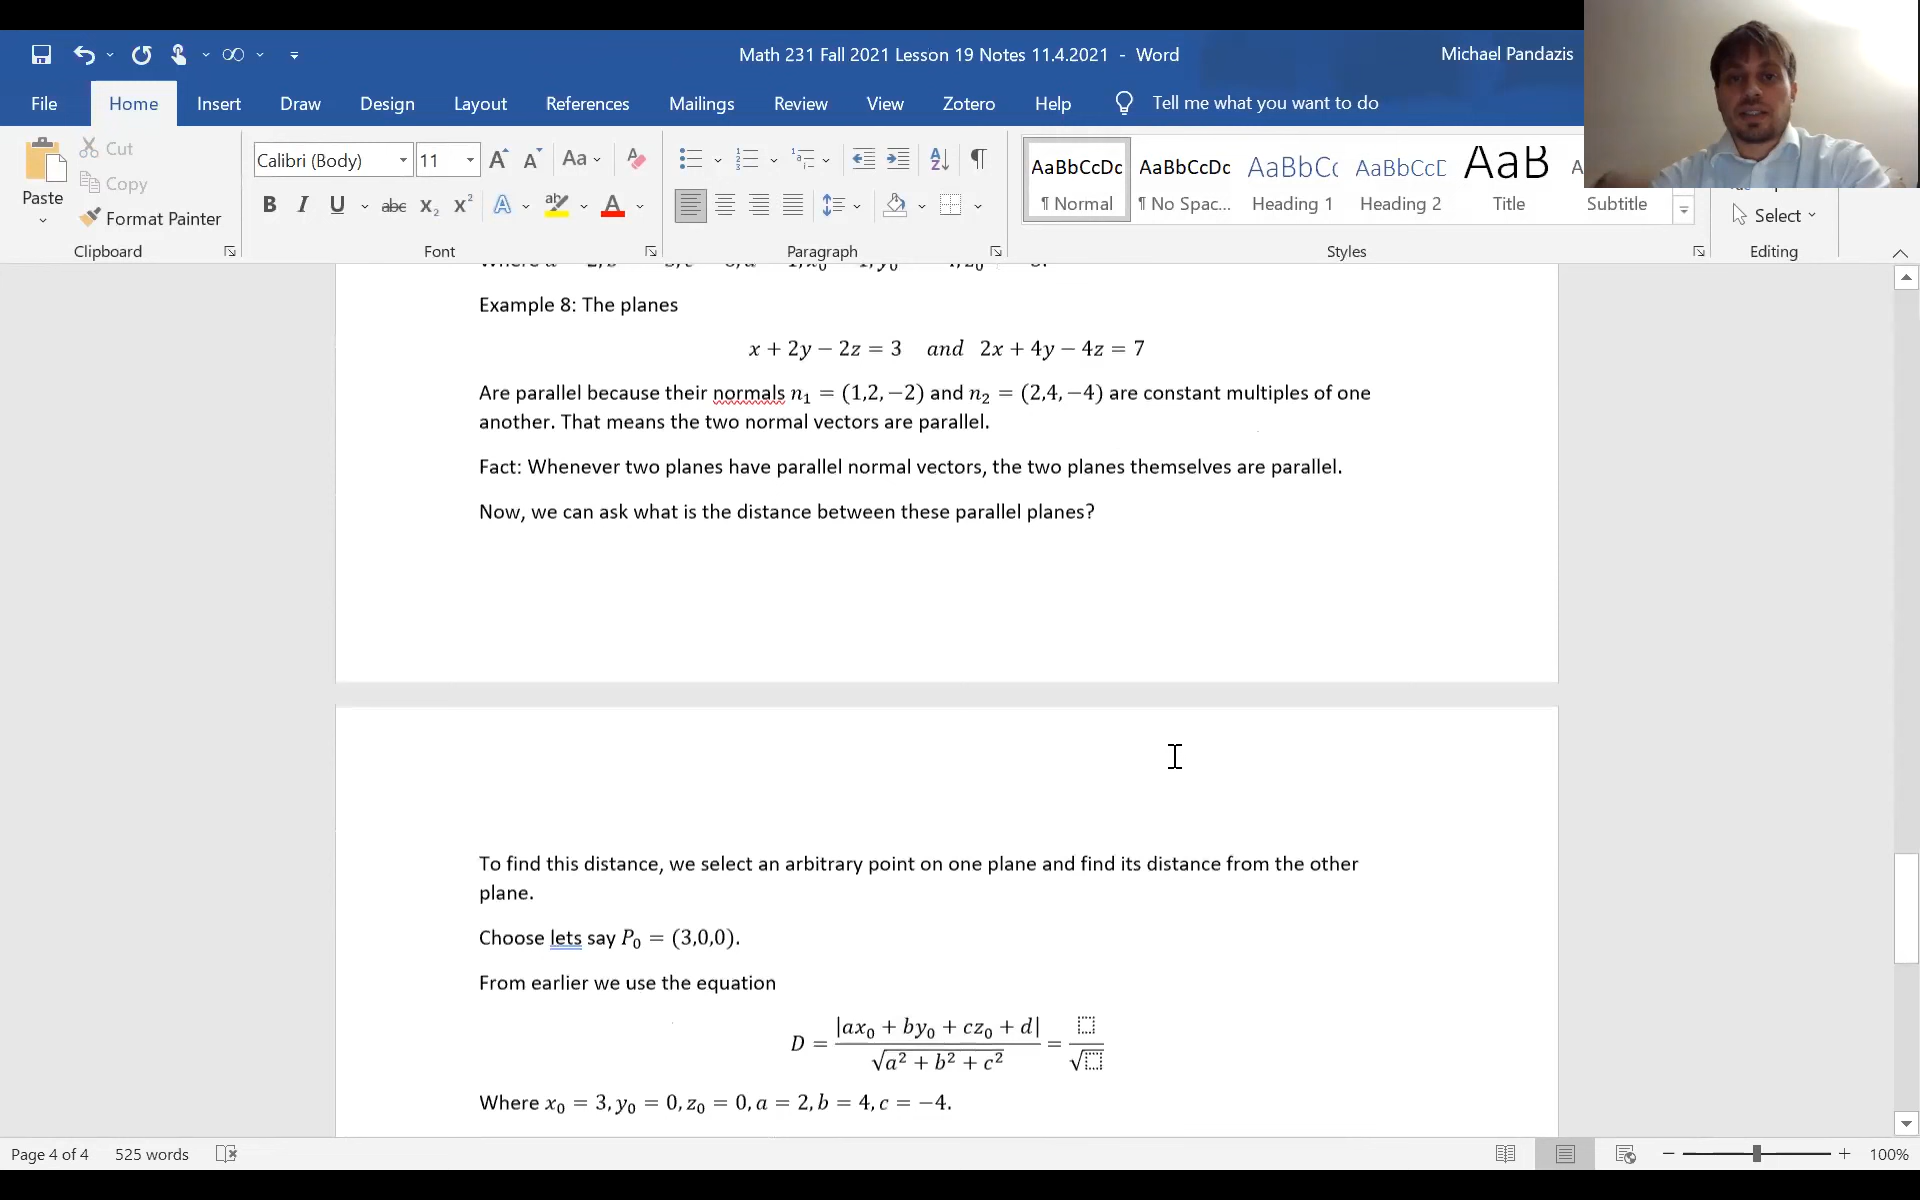 Math 231 Fall 2021 Lesson 19 Notes 11.4.2021 - Word
Michael Pandazis
File Home Insert Draw Design Layout References Mailings Review View Zotero Help Tell me what you want to do
Paste
Cut
Copy
Format Painter
Clipboard
Calibri (Body) 11
Font
Paragraph
AaBbCcDc AaBbCcDc AaBbCc AaBbCcD AaB
¶ Normal ¶ No Spac... Heading 1 Heading 2 Title Subtitle
Styles
Select
Editing
Example 8: The planes
x + 2y − 2z = 3 and 2x + 4y − 4z = 7
Are parallel because their normals n₁ = (1,2,−2) and n₂ = (2,4,−4) are constant multiples of one
another. That means the two normal vectors are parallel.
Fact: Whenever two planes have parallel normal vectors, the two planes themselves are parallel.
Now, we can ask what is the distance between these parallel planes?
To find this distance, we select an arbitrary point on one plane and find its distance from the other
plane.
Choose lets say P₀ = (3,0,0).
From earlier we use the equation
D = |ax₀ + by₀ + cz₀ + d| / √(a² + b² + c²) = ⬚ / √⬚
Where x₀ = 3, y₀ = 0, z₀ = 0, a = 2, b = 4, c = −4.
Page 4 of 4 525 words 100%